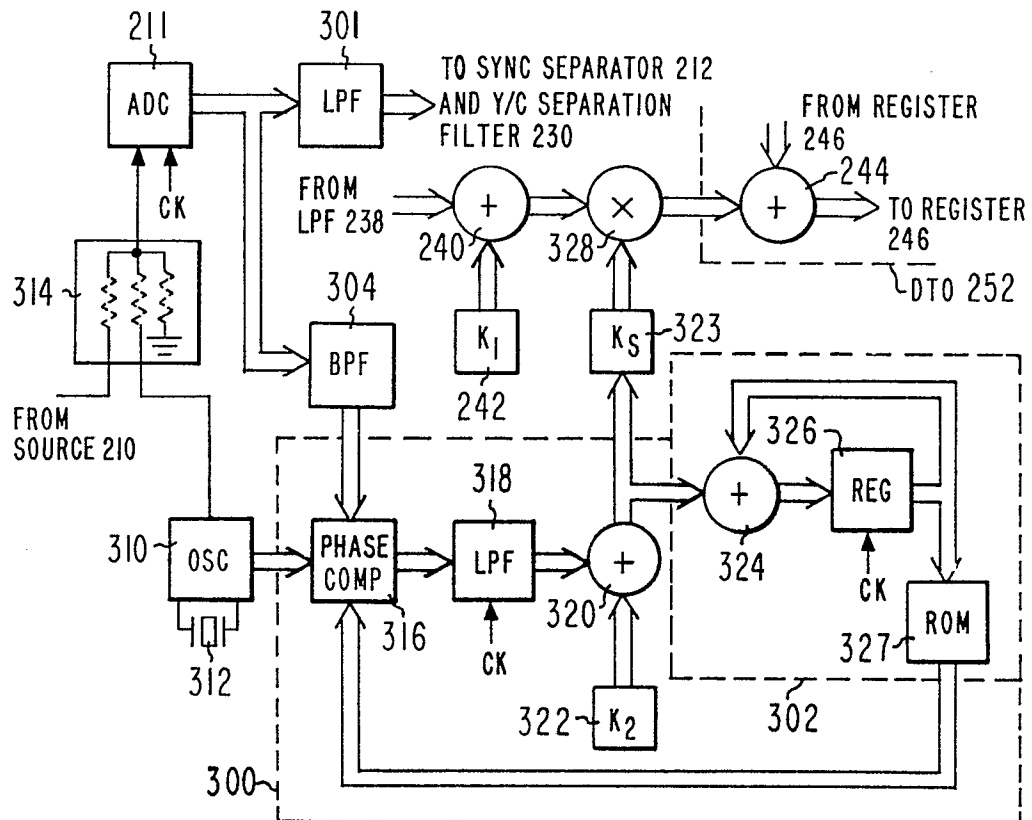 211
ADC
CK
301
LPF
TO SYNC SEPARATOR 212
AND Y/C SEPARATION
FILTER 230
FROM REGISTER
246
244
TO REGISTER
246
DTO 252
FROM
LPF 238
+
240
×
328
+
314
304
BPF
K1
242
KS
323
FROM
SOURCE 210
310
OSC
312
PHASE
COMP
316
318
LPF
CK
+
320
322
K2
+
324
326
REG
CK
ROM
327
302
300